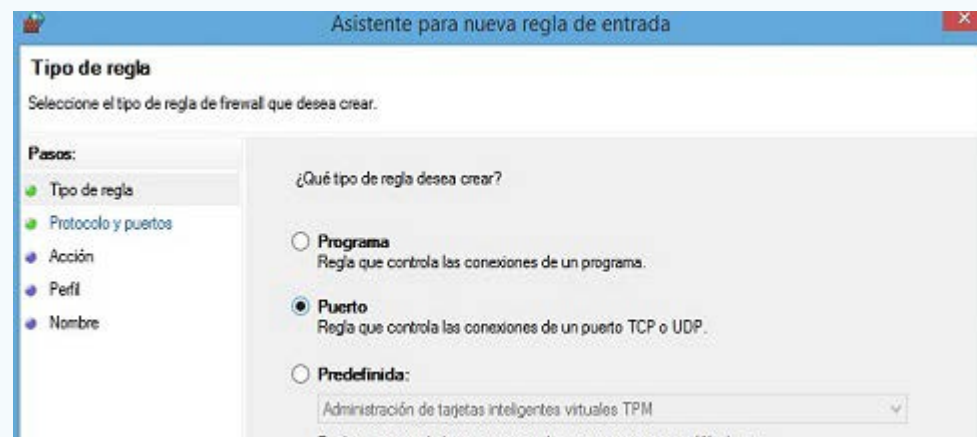 Asistente para nueva regla de entrada
Tipo de regla
Seleccione el tipo de regla de firewall que desea crear.
Pasos:
Tipo de regla
Protocolo y puertos
Acción
Perfil
Nombre
¿Qué tipo de regla desea crear?
Programa
Regla que controla las conexiones de un programa.
Puerto
Regla que controla las conexiones de un puerto TCP o UDP.
Predefinida:
Administración de tarjetas inteligentes virtuales TPM